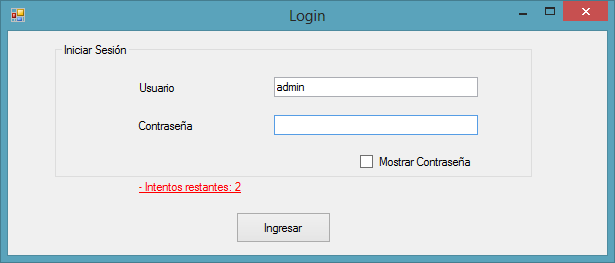 Login
Iniciar Sesión
Usuario
admin
Contraseña
Mostrar Contraseña
- Intentos restantes: 2
Ingresar